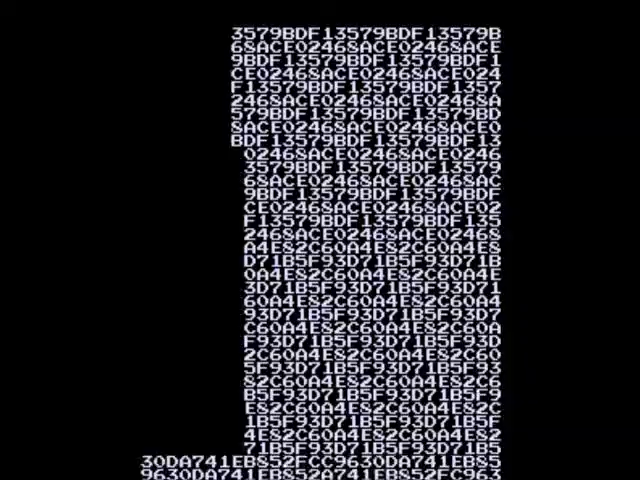 3579BDF13579BDF13579B
68ACE02468ACE02468ACE
9BDF13579BDF13579BDF1
CE02468ACE02468ACE024
F13579BDF13579BDF1357
2468ACE02468ACE02468A
579BDF13579BDF13579BD
8ACE02468ACE02468ACE0
BDF13579BDF13579BDF13
02468ACE02468ACE0246
3579BDF13579BDF13579
68ACE02468ACE02468AC
9BDF13579BDF13579BDF
CE02468ACE02468ACE02
F13579BDF13579BDF135
2468ACE02468ACE02468
A4E82C60A4E82C60A4E8
D71B5F93D71B5F93D71B
0A4E82C60A4E82C60A4E
3D71B5F93D71B5F93D71
60A4E82C60A4E82C60A4
93D71B5F93D71B5F93D7
C60A4E82C60A4E82C60A
F93D71B5F93D71B5F93D
2C60A4E82C60A4E82C60
5F93D71B5F93D71B5F93
82C60A4E82C60A4E82C6
B5F93D71B5F93D71B5F9
E82C60A4E82C60A4E82C
1B5F93D71B5F93D71B5F
4E82C60A4E82C60A4E82
71B5F93D71B5F93D71B5
30DA741EB852FCC9630DA741EB85
9630DA741EB852A741EB852FC963